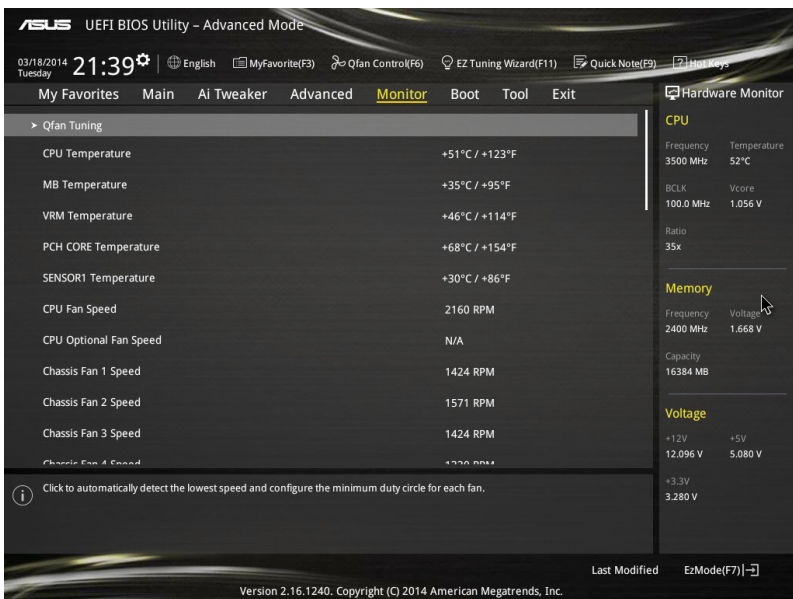 ASUS UEFI BIOS Utility – Advanced Mode
03/18/2014
Tuesday
21:39
English
MyFavorite(F3)
Qfan Control(F6)
EZ Tuning Wizard(F11)
Quick Note(F9)
? Hot Keys
My Favorites Main Ai Tweaker Advanced Monitor Boot Tool Exit
> Qfan Tuning
CPU Temperature +51°C / +123°F
MB Temperature +35°C / +95°F
VRM Temperature +46°C / +114°F
PCH CORE Temperature +68°C / +154°F
SENSOR1 Temperature +30°C / +86°F
CPU Fan Speed 2160 RPM
CPU Optional Fan Speed N/A
Chassis Fan 1 Speed 1424 RPM
Chassis Fan 2 Speed 1571 RPM
Chassis Fan 3 Speed 1424 RPM
Chassis Fan 4 Speed
Click to automatically detect the lowest speed and configure the minimum duty circle for each fan.
Hardware Monitor
CPU
Frequency Temperature
3500 MHz 52°C
BCLK Vcore
100.0 MHz 1.056 V
Ratio
35x
Memory
Frequency Voltage
2400 MHz 1.668 V
Capacity
16384 MB
Voltage
+12V +5V
12.096 V 5.080 V
+3.3V
3.280 V
Last Modified
EzMode(F7)
Version 2.16.1240. Copyright (C) 2014 American Megatrends, Inc.